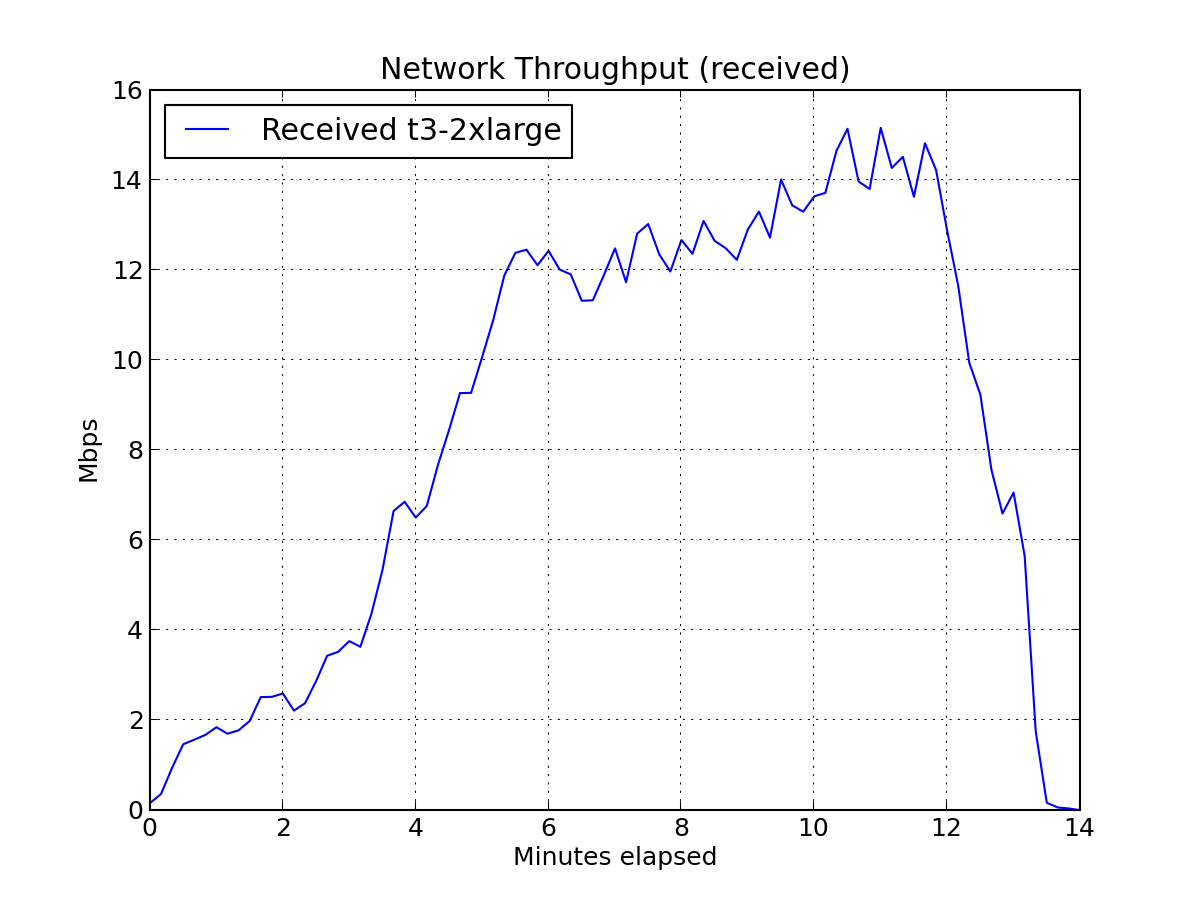 Network Throughput (received)
Received t3-2xlarge
16
14
12
10
8
6
4
2
0
Mbps
0 2 4 6 8 10 12 14
Minutes elapsed